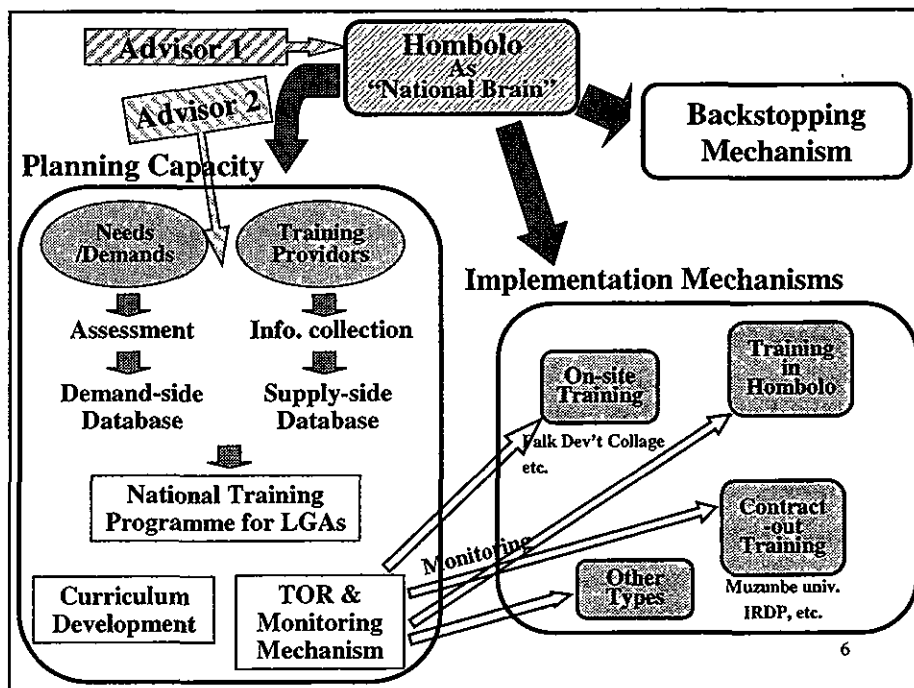 Advisor 1
Hombolo
As
"National Brain"
Advisor 2
Backstopping
Mechanism
Planning Capacity
Needs
/Demands
Training
Providors
Assessment
Info. collection
Demand-side
Database
Supply-side
Database
National Training
Programme for LGAs
Curriculum
Development
TOR &
Monitoring
Mechanism
Implementation Mechanisms
On-site
Training
Falk Dev't Collage
etc.
Training
in
Hombolo
Monitoring
Contract
-out
Training
Muzunbe univ.
IRDP, etc.
Other
Types
6